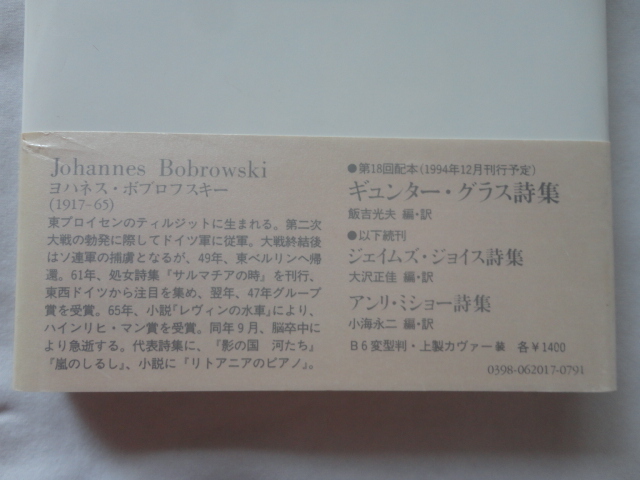 Johannes Bobrowski
ヨハネス・ボブロフスキー
(1917-65)
東プロイセンのティルジットに生まれる。第二次
大戦の勃発に際してドイツ軍に従軍。大戦終結後
はソ連軍の捕虜となるが、49年、東ベルリンへ帰
還。61年、処女詩集『サルマチアの時』を刊行、
東西ドイツから注目を集め、翌年、47年グループ
賞を受賞。65年、小説『レヴィンの水車』により、
ハインリヒ・マン賞を受賞。同年9月、脳卒中に
より急逝する。代表詩集に、『影の国 河たち』
『嵐のしるし』、小説に『リトアニアのピアノ』。
●第18回配本(1994年12月刊行予定)
ギュンター・グラス詩集
飯吉光夫 編・訳
●以下続刊
ジェイムズ・ジョイス詩集
大沢正佳 編・訳
アンリ・ミショー詩集
小海永二 編・訳
B6変型判・上製カヴァー装 各¥1400
0398-062017-0791